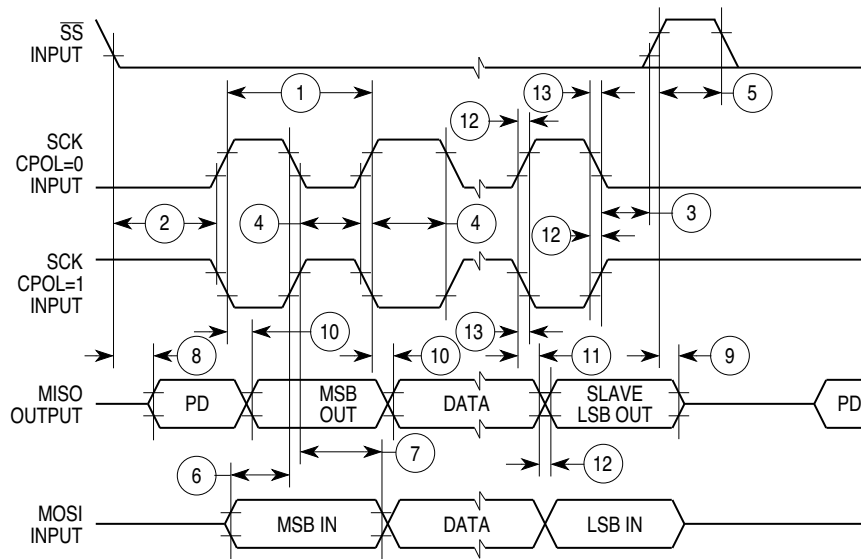 SS
INPUT
1
13
5
12
SCK
CPOL=0
INPUT
2
4
4
12
3
SCK
CPOL=1
INPUT
8
10
13
10
11
9
MISO
OUTPUT
PD
MSB
OUT
DATA
SLAVE
LSB OUT
PD
6
7
12
MOSI
INPUT
MSB IN
DATA
LSB IN